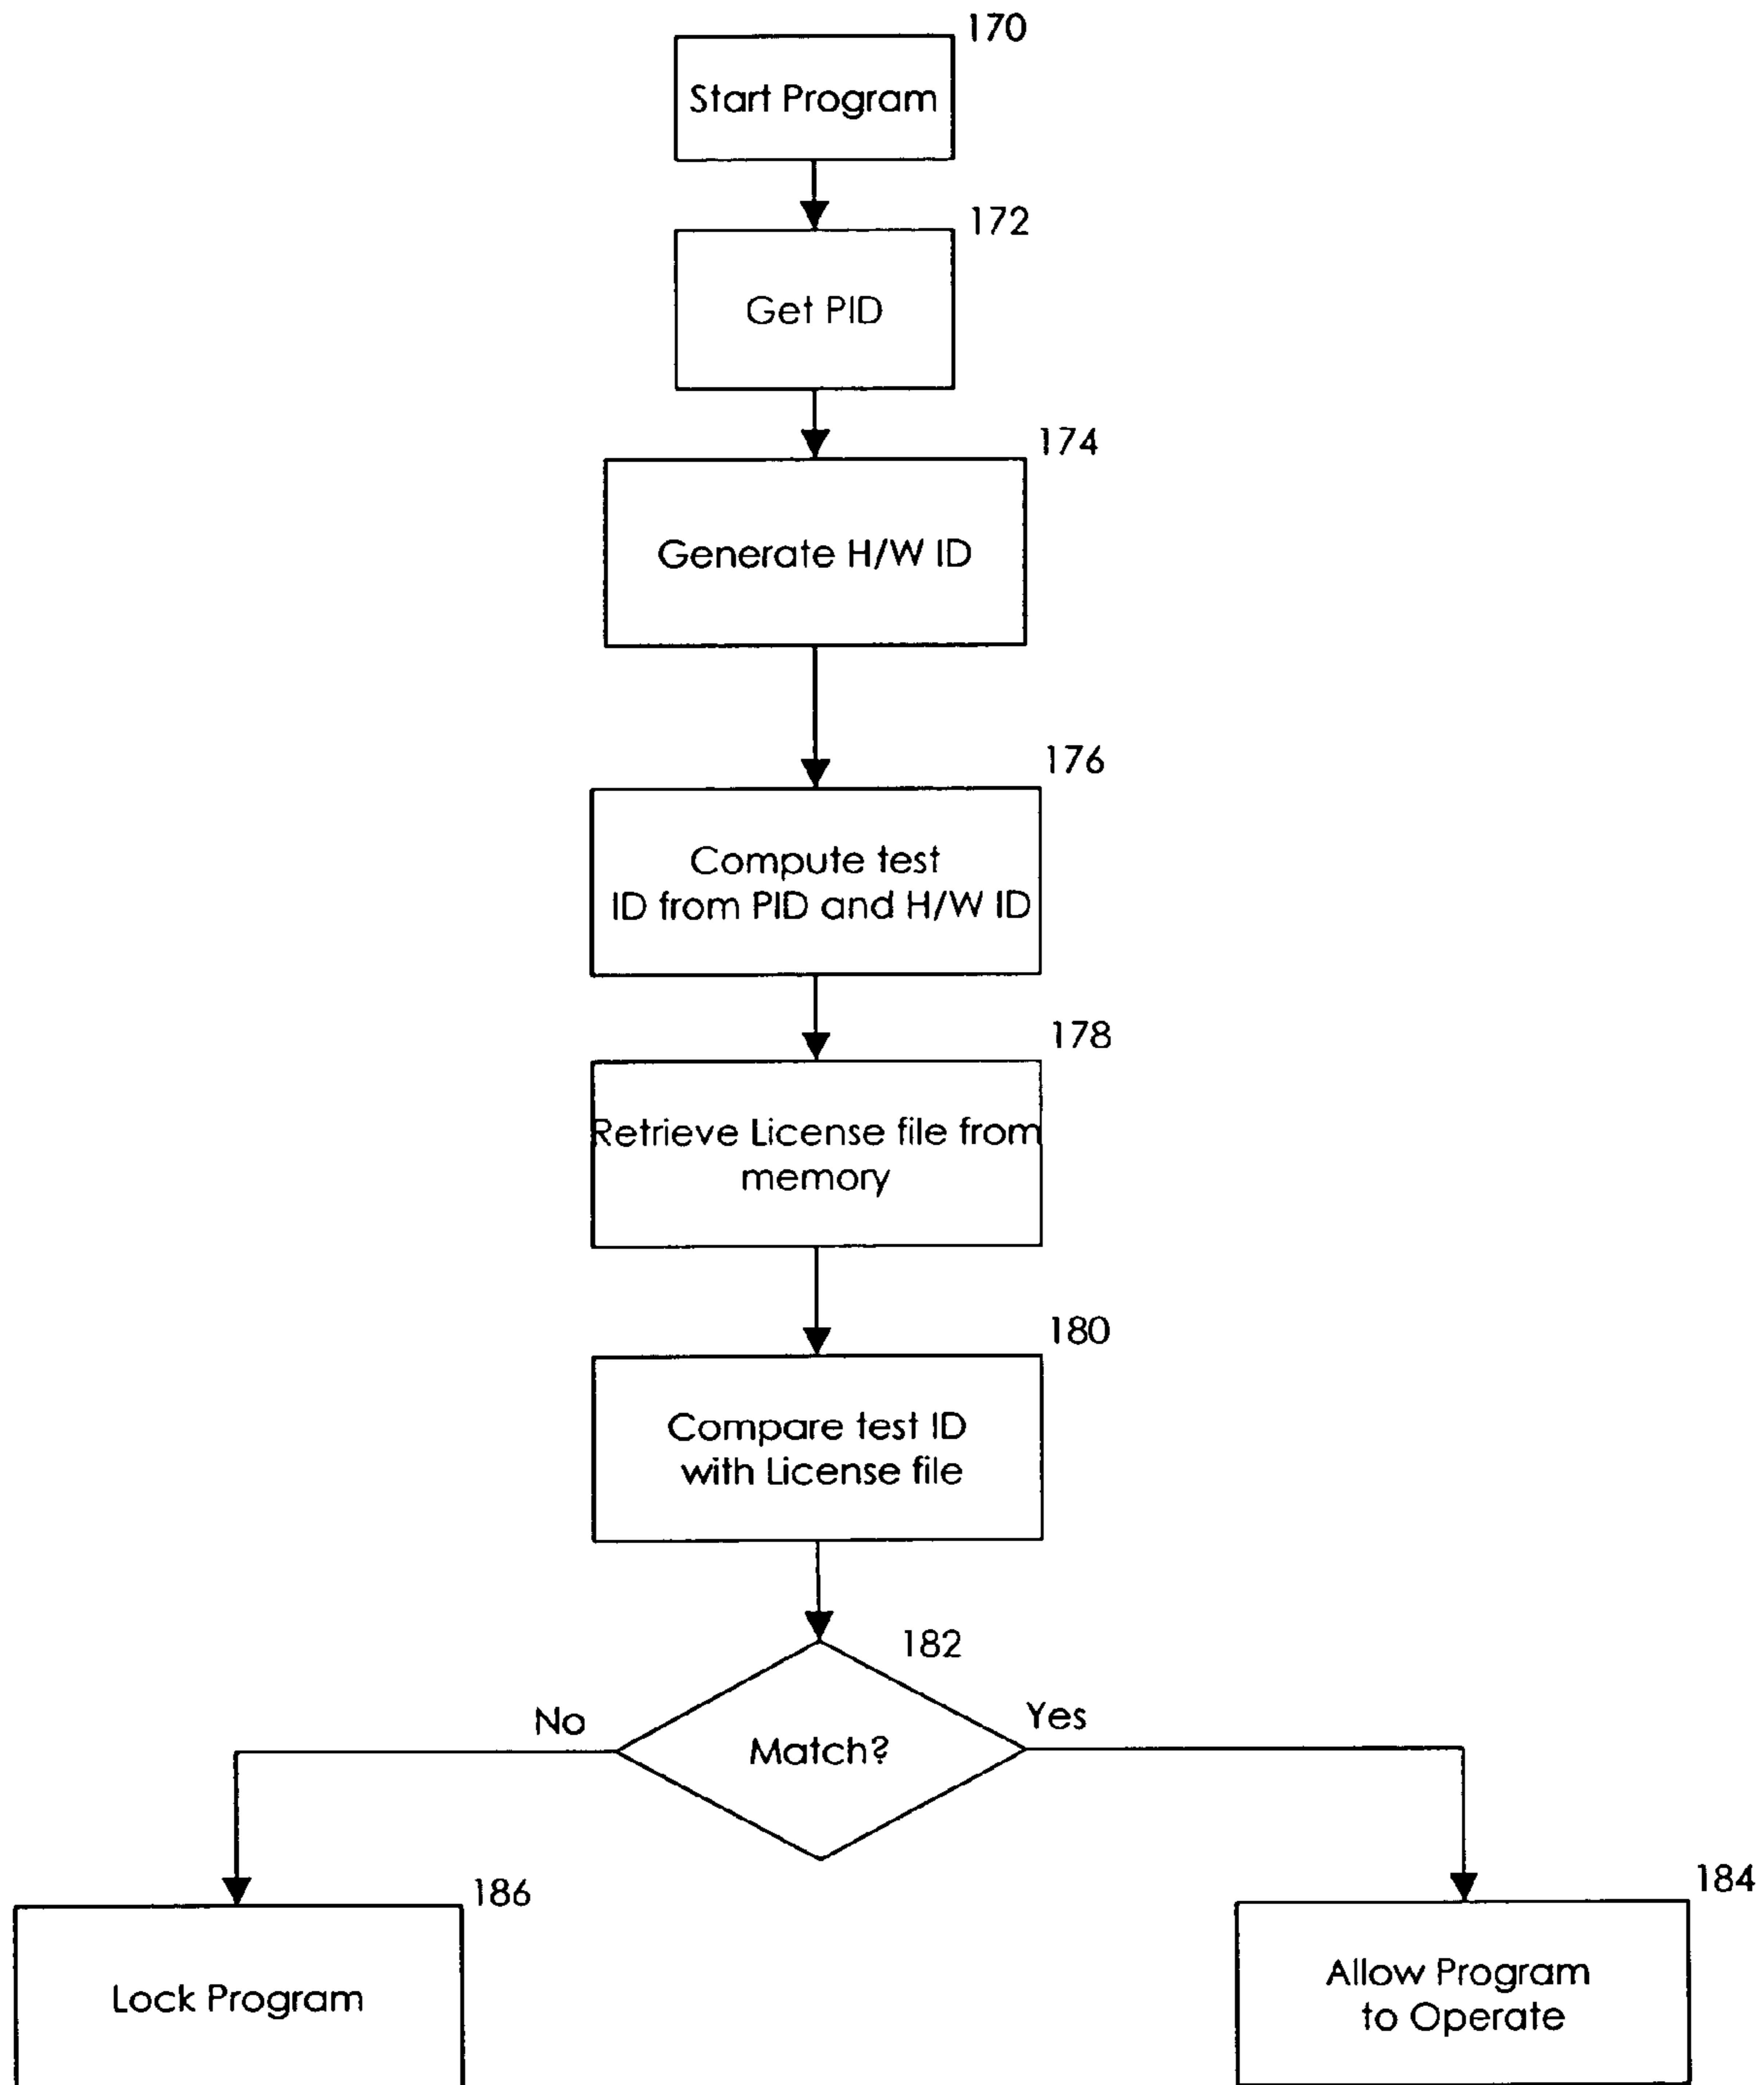 170
Start Program
172
Get PID
174
Generate H/W ID
176
Compute test
ID from PID and H/W ID
178
Retrieve License file from
memory
180
Compare test ID
with License file
182
No
Yes
Match?
186
184
Lock Program
Allow Program
to Operate